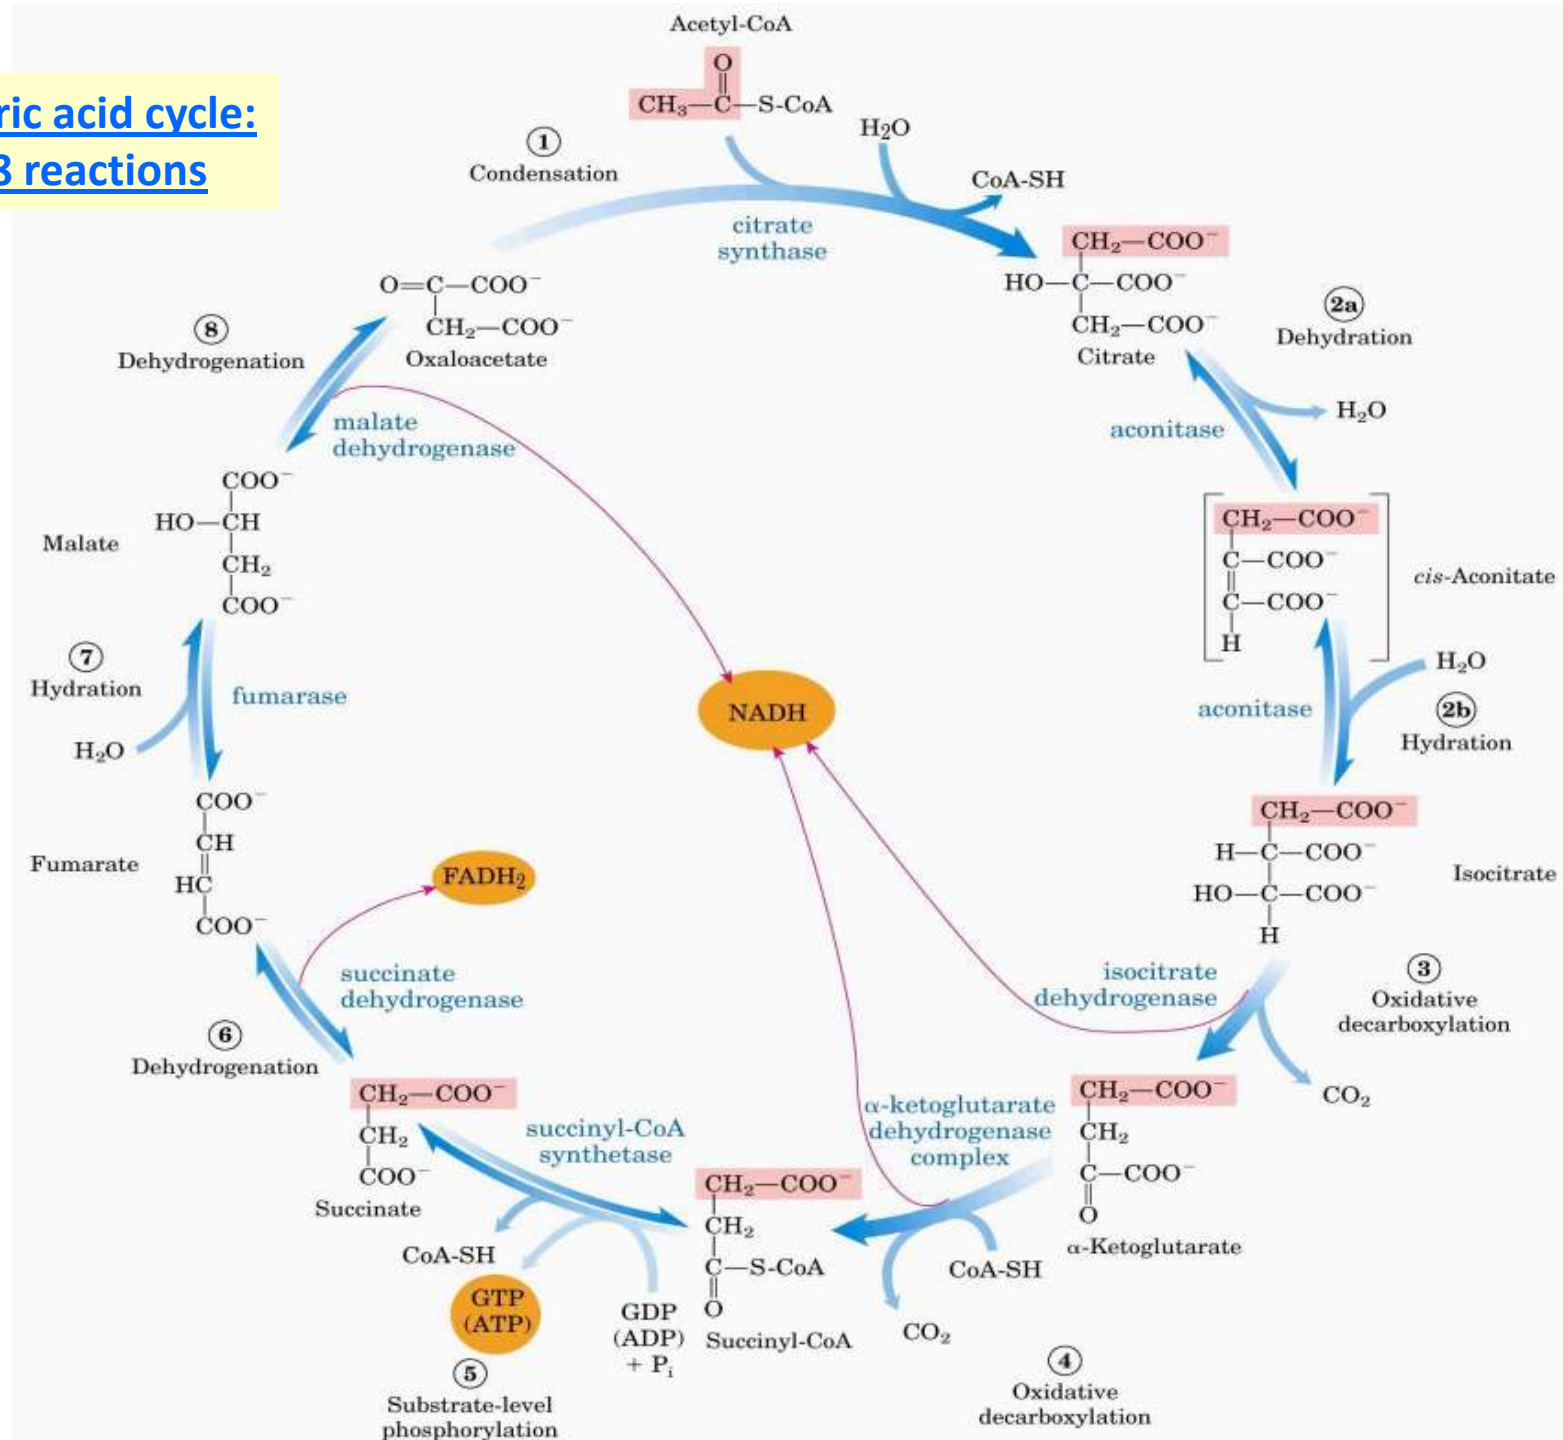 ric acid cycle:
8 reactions
Acetyl-CoA
O
CH₃—C—S-CoA
① Condensation
H₂O
CoA-SH
citrate
synthase
CH₂—COO⁻
HO—C—COO⁻
CH₂—COO⁻
Citrate
2a
Dehydration
H₂O
aconitase
CH₂—COO⁻
C—COO⁻
C—COO⁻
H
cis-Aconitate
aconitase
H₂O
2b
Hydration
CH₂—COO⁻
H—C—COO⁻
HO—C—COO⁻
H
Isocitrate
isocitrate
dehydrogenase
③
Oxidative
decarboxylation
CO₂
CH₂—COO⁻
CH₂
C—COO⁻
O
α-Ketoglutarate
α-ketoglutarate
dehydrogenase
complex
CoA-SH
CO₂
④
Oxidative
decarboxylation
CH₂—COO⁻
CH₂
C—S-CoA
O
Succinyl-CoA
succinyl-CoA
synthetase
GDP
(ADP)
+ Pᵢ
CoA-SH
GTP
(ATP)
⑤
Substrate-level
phosphorylation
CH₂—COO⁻
CH₂
COO⁻
Succinate
succinate
dehydrogenase
⑥
Dehydrogenation
FADH₂
COO⁻
CH
HC
COO⁻
Fumarate
fumarase
⑦
Hydration
H₂O
COO⁻
HO—CH
CH₂
COO⁻
Malate
malate
dehydrogenase
⑧
Dehydrogenation
O=C—COO⁻
CH₂—COO⁻
Oxaloacetate
NADH